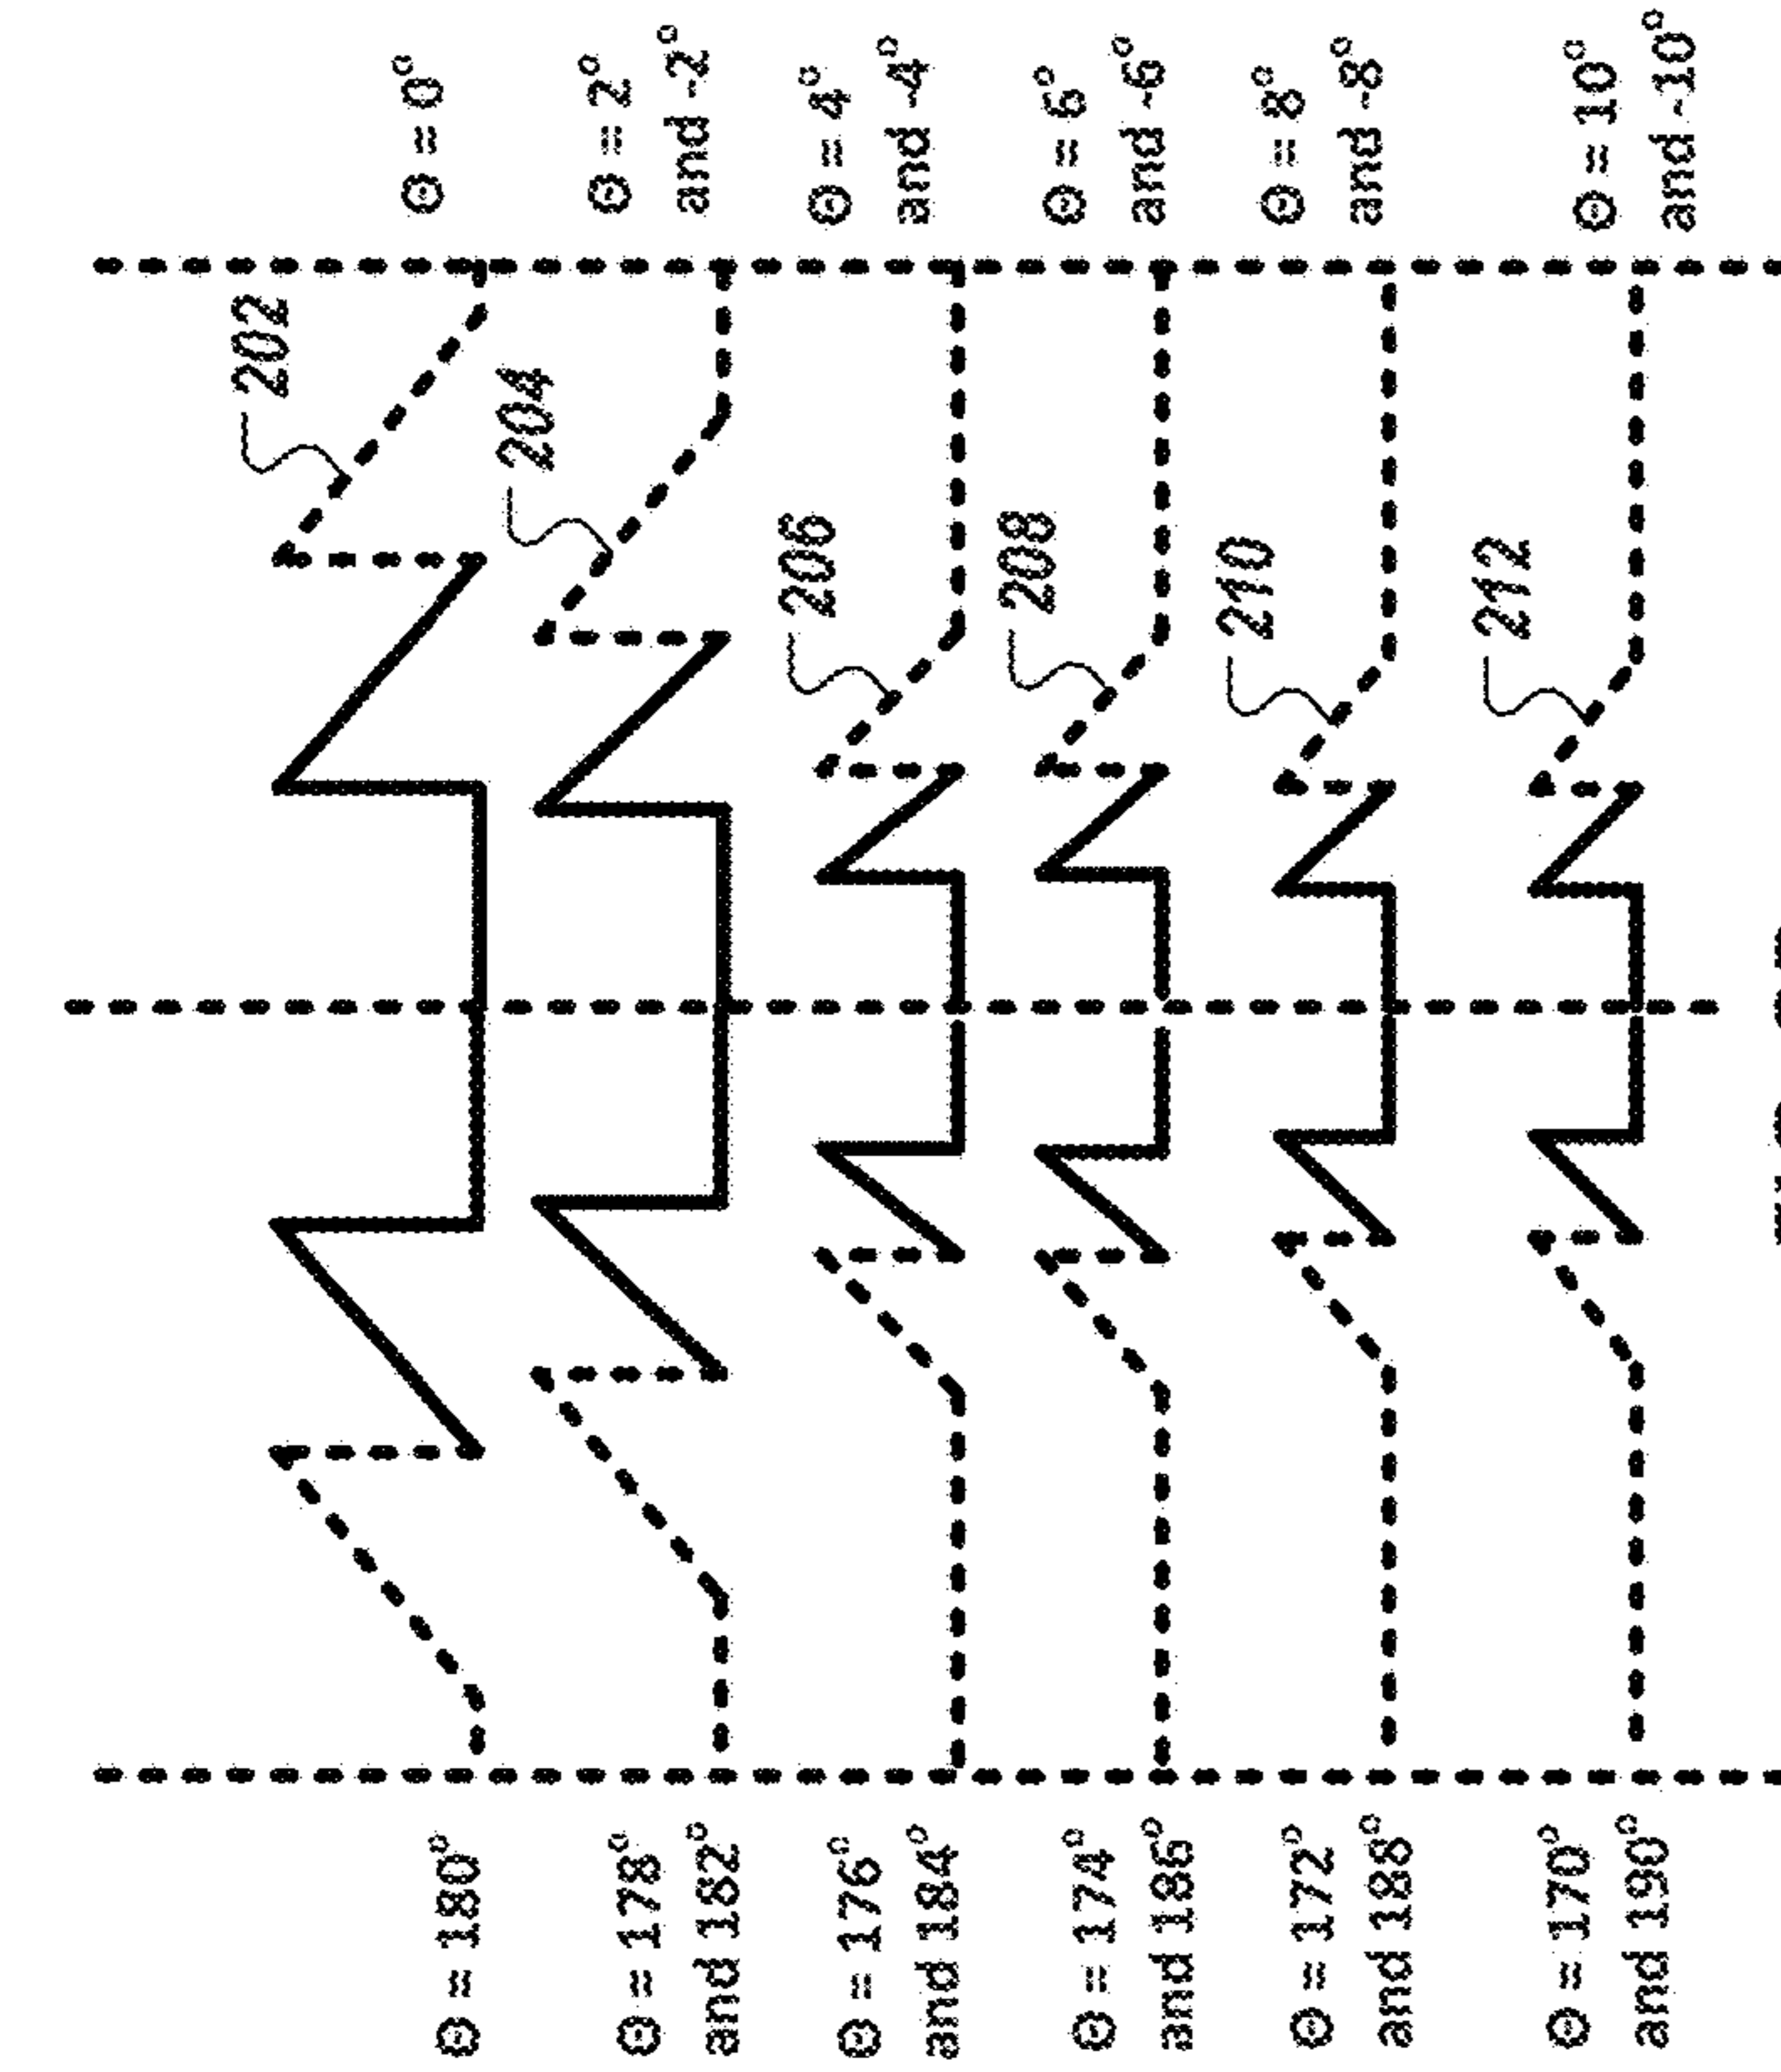 202
Θ = 180°
Θ = 0°
204
Θ = 178°
and 182°
Θ = 2°
and -2°
206
Θ = 176°
and 184°
Θ = 4°
and -4°
208
Θ = 174°
and 186°
Θ = 6°
and -6°
210
Θ = 172°
and 188°
Θ = 8°
and -8°
212
Θ = 170°
and 190°
Θ = 10°
and -10°